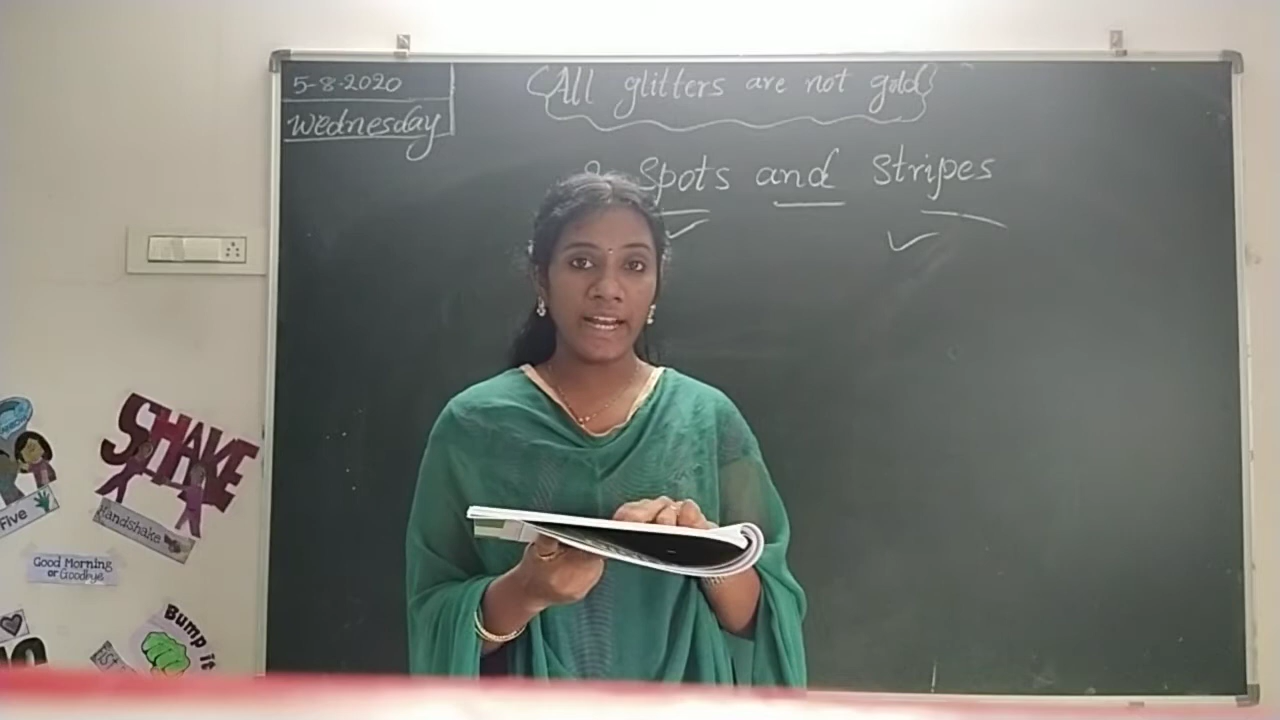 5-8-2020
Wednesday
All glitters are not gold
Spots and Stripes
SHAKE
Handshake
Five
Good Morning
or Goodbye
Bump it